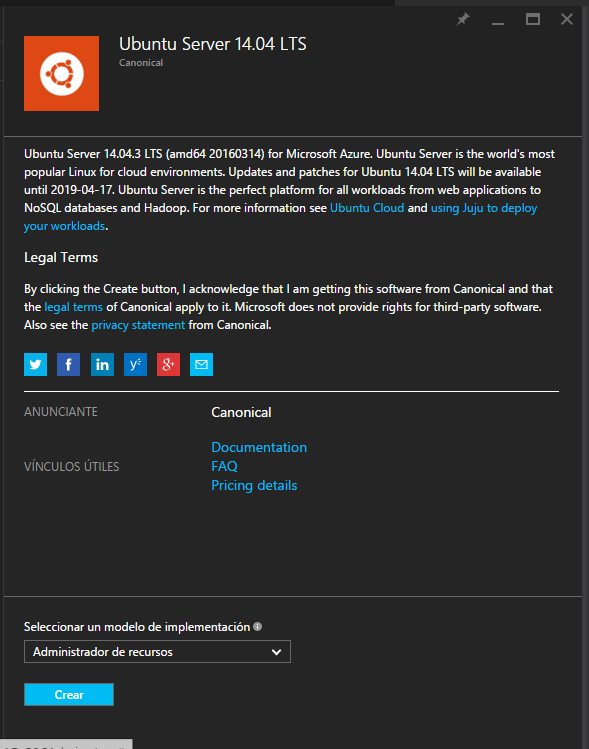 Ubuntu Server 14.04 LTS
Canonical
Ubuntu Server 14.04.3 LTS (amd64 20160314) for Microsoft Azure. Ubuntu Server is the world's most
popular Linux for cloud environments. Updates and patches for Ubuntu 14.04 LTS will be available
until 2019-04-17. Ubuntu Server is the perfect platform for all workloads from web applications to
NoSQL databases and Hadoop. For more information see Ubuntu Cloud and using Juju to deploy
your workloads.
Legal Terms
By clicking the Create button, I acknowledge that I am getting this software from Canonical and that
the legal terms of Canonical apply to it. Microsoft does not provide rights for third-party software.
Also see the privacy statement from Canonical.
ANUNCIANTE Canonical
Documentation
VÍNCULOS ÚTILES FAQ
Pricing details
Seleccionar un modelo de implementación
Administrador de recursos
Crear